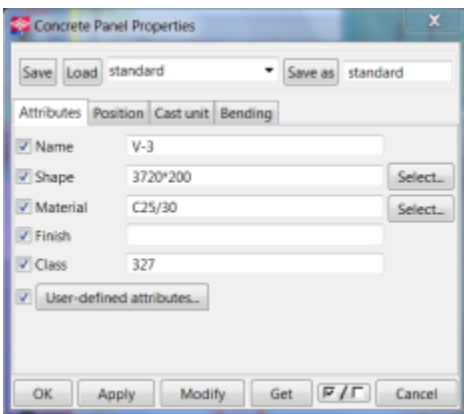 Concrete Panel Properties
Save Load standard Save as standard
Attributes Position Cast unit Bending
Name V-3
Shape 3720*200 Select...
Material C25/30 Select...
Finish
Class 327
User-defined attributes...
OK Apply Modify Get / Cancel